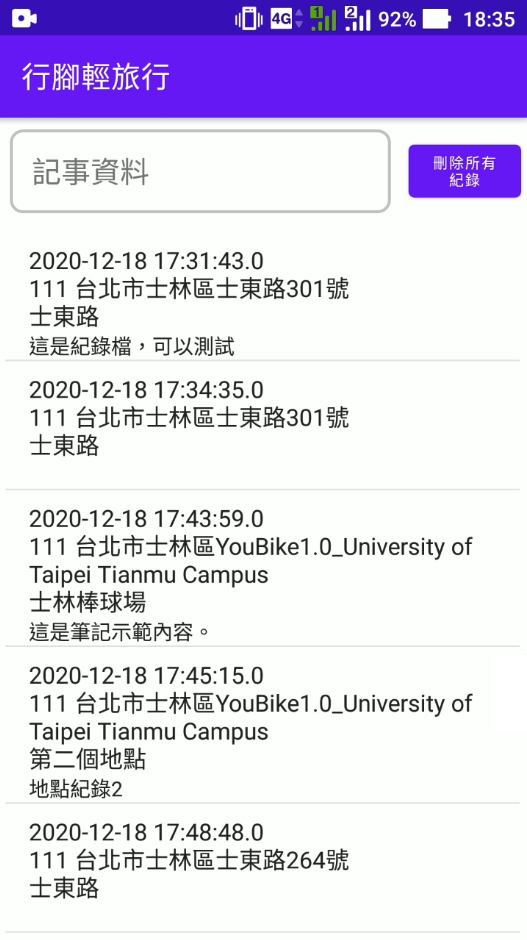 4G 1 2 92% 18:35
行腳輕旅行
記事資料
刪除所有
紀錄
2020-12-18 17:31:43.0
111 台北市士林區士東路301號
士東路
這是紀錄檔，可以測試
2020-12-18 17:34:35.0
111 台北市士林區士東路301號
士東路
2020-12-18 17:43:59.0
111 台北市士林區YouBike1.0_University of
Taipei Tianmu Campus
士林棒球場
這是筆記示範內容。
2020-12-18 17:45:15.0
111 台北市士林區YouBike1.0_University of
Taipei Tianmu Campus
第二個地點
地點紀錄2
2020-12-18 17:48:48.0
111 台北市士林區士東路264號
士東路